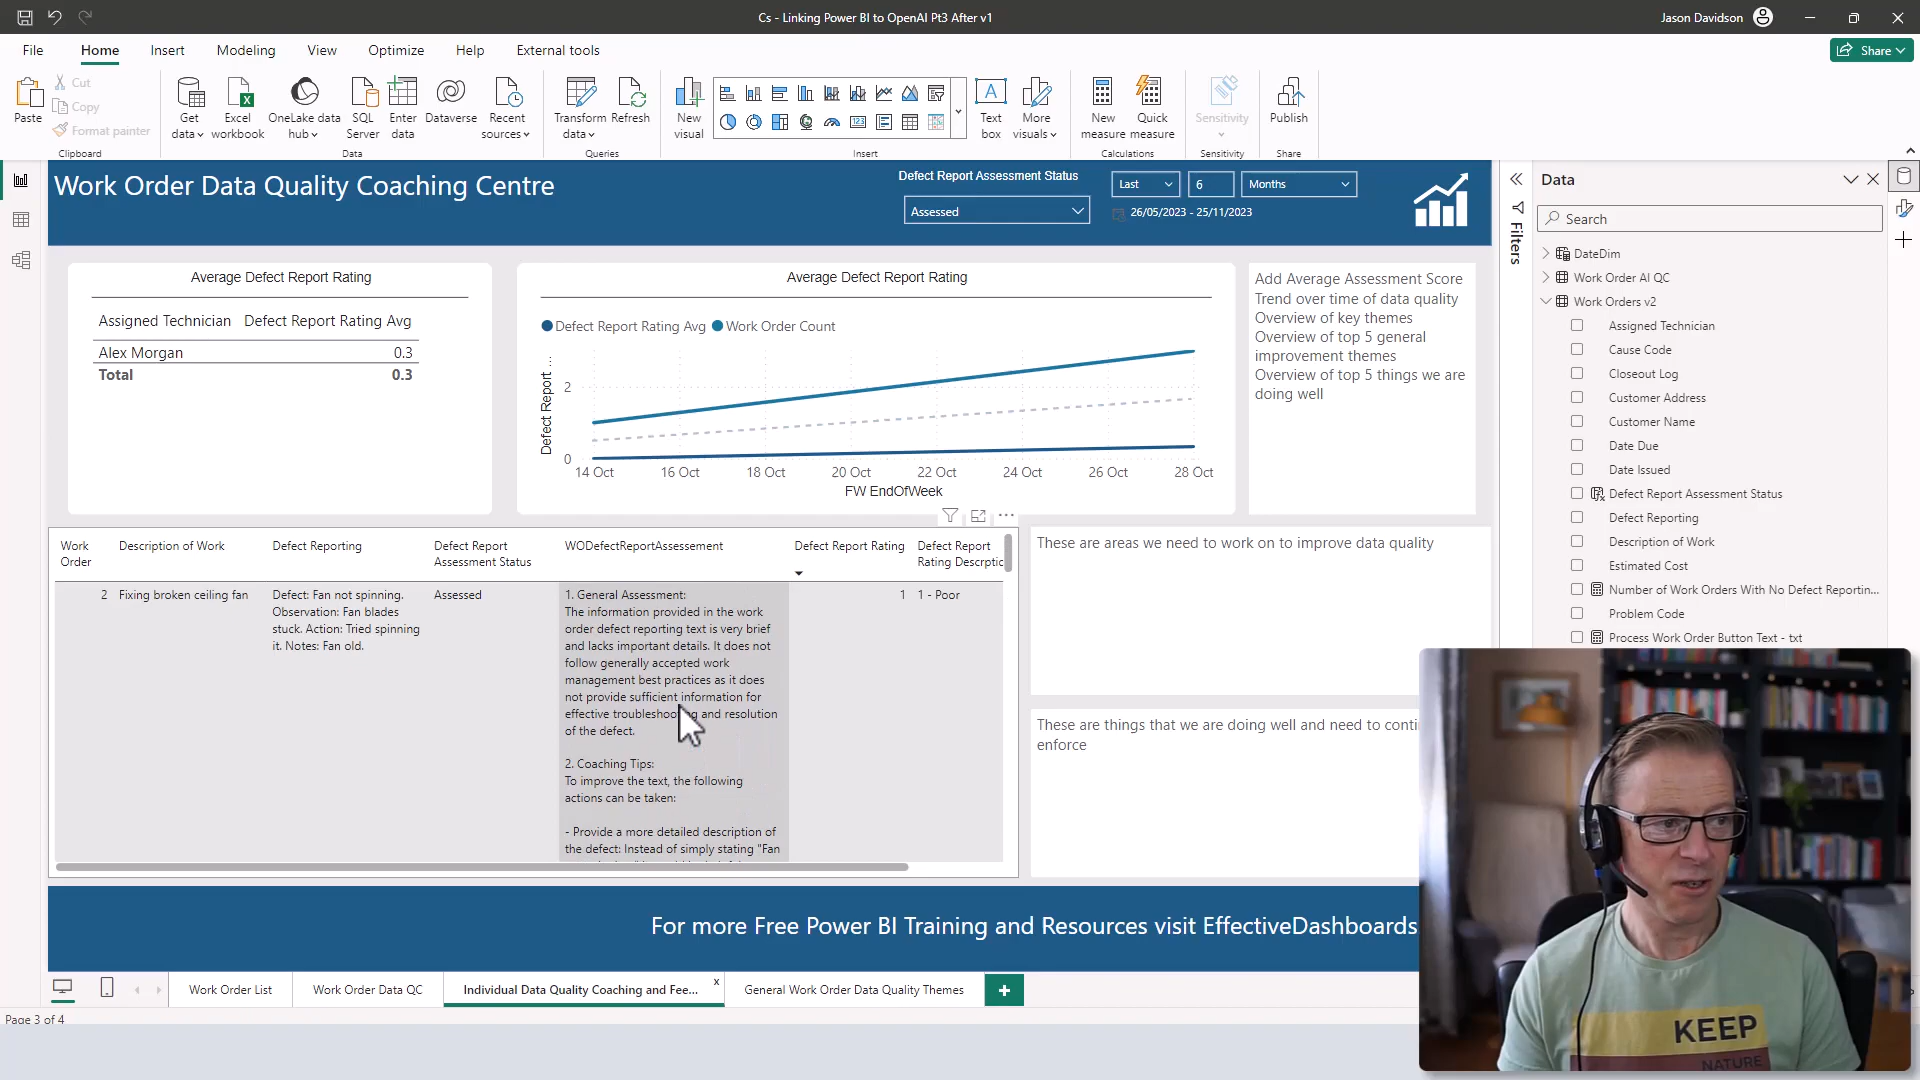 Cs - Linking Power BI to OpenAI Pt3 After v1
Jason Davidson
File
Home
Insert
Modeling
View
Optimize
Help
External tools
Share
Paste
Cut
Copy
Format painter
Clipboard
Get data
Excel workbook
OneLake data hub
SQL Server
Enter data
Dataverse
Recent sources
Data
Transform data
Refresh
Queries
New visual
Text box
More visuals
Insert
New measure
Quick measure
Calculations
Sensitivity
Sensitivity
Publish
Share
Work Order Data Quality Coaching Centre
Defect Report Assessment Status
Assessed
Last
6
Months
26/05/2023 - 25/11/2023
Average Defect Report Rating
Assigned Technician
Defect Report Rating Avg
Alex Morgan
0.3
Total
0.3
Average Defect Report Rating
Defect Report Rating Avg
Work Order Count
Defect Report ...
2
0
14 Oct
16 Oct
18 Oct
20 Oct
22 Oct
24 Oct
26 Oct
28 Oct
FW EndOfWeek
Add Average Assessment Score
Trend over time of data quality
Overview of key themes
Overview of top 5 general
improvement themes
Overview of top 5 things we are
doing well
Work Order
Description of Work
Defect Reporting
Defect Report Assessment Status
WODefectReportAssessement
Defect Report Rating
Defect Report Rating Descrptic
2
Fixing broken ceiling fan
Defect: Fan not spinning.
Observation: Fan blades
stuck. Action: Tried spinning
it. Notes: Fan old.
Assessed
1. General Assessment:
The information provided in the work
order defect reporting text is very brief
and lacks important details. It does not
follow generally accepted work
management best practices as it does
not provide sufficient information for
effective troubleshooting and resolution
of the defect.
2. Coaching Tips:
To improve the text, the following
actions can be taken:
- Provide a more detailed description of
the defect: Instead of simply stating "Fan
1
1 - Poor
These are areas we need to work on to improve data quality
These are things that we are doing well and need to conti
enforce
For more Free Power BI Training and Resources visit EffectiveDashboards
Filters
Data
Search
DateDim
Work Order AI QC
Work Orders v2
Assigned Technician
Cause Code
Closeout Log
Customer Address
Customer Name
Date Due
Date Issued
Defect Report Assessment Status
Defect Reporting
Description of Work
Estimated Cost
Number of Work Orders With No Defect Reportin...
Problem Code
Process Work Order Button Text - txt
Work Order List
Work Order Data QC
Individual Data Quality Coaching and Fee...
x
General Work Order Data Quality Themes
Page 3 of 4
KEEP
NATURE